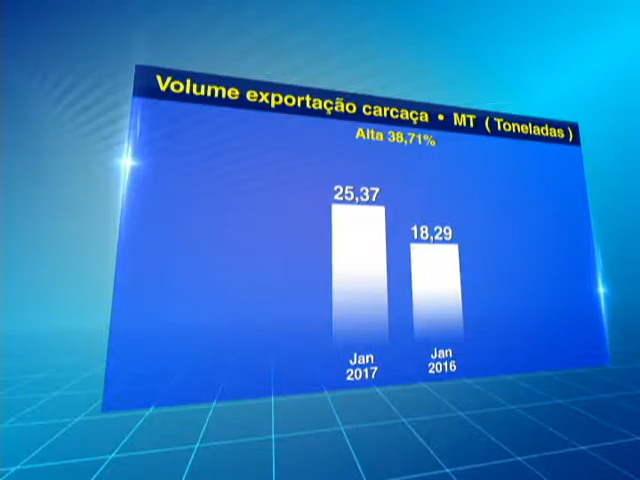 Volume exportação carcaça • MT ( Toneladas )
Alta 38,71%
25,37
18,29
Jan
2017
Jan
2016